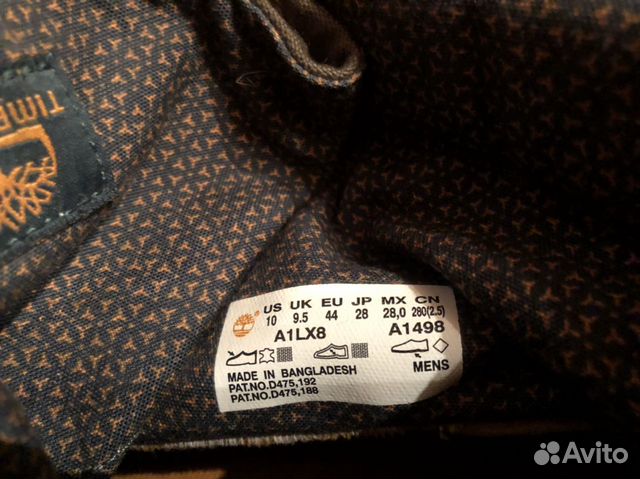 TIMB
US UK EU JP MX CN
10 9.5 44 28 28,0 280(2.5)
A1LX8 A1498
MADE IN BANGLADESH
PAT.NO.D475,192
PAT.NO.D475,188
MENS
Avito